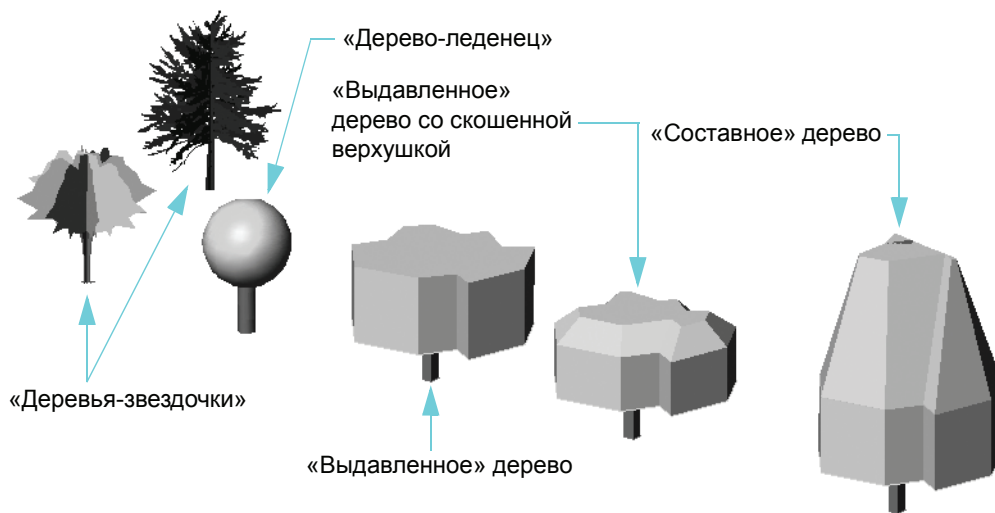 «Дерево-леденец»
«Выдавленное»
дерево со скошенной
верхушкой
«Составное» дерево
«Деревья-звездочки»
«Выдавленное» дерево